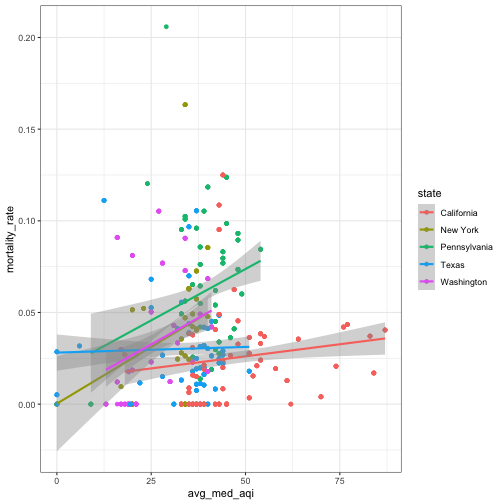 mortality_rate
0.20
0.15
0.10
0.05
0.00
0
25
50
75
avg_med_aqi
state
California
New York
Pennsylvania
Texas
Washington